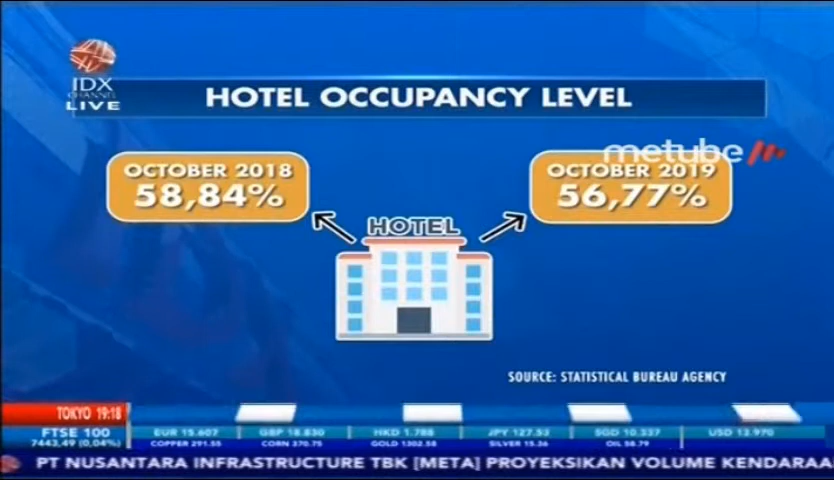 IDX
CHANNEL
LIVE
HOTEL OCCUPANCY LEVEL
metube
OCTOBER 2018
58,84%
OCTOBER 2019
56,77%
HOTEL
SOURCE: STATISTICAL BUREAU AGENCY
TOKYO 19:18
FTSE 100
7443,49 (0,04%)
EUR 15.607 GBP 18.830 HKD 1.788 JPY 127.53 SGD 10.337 USD 13.970
COPPER 291.55 CORN 370.75 GOLD 1302.58 SILVER 15.36 OIL 58.79
PT NUSANTARA INFRASTRUCTURE TBK [META] PROYEKSIKAN VOLUME KENDARAA